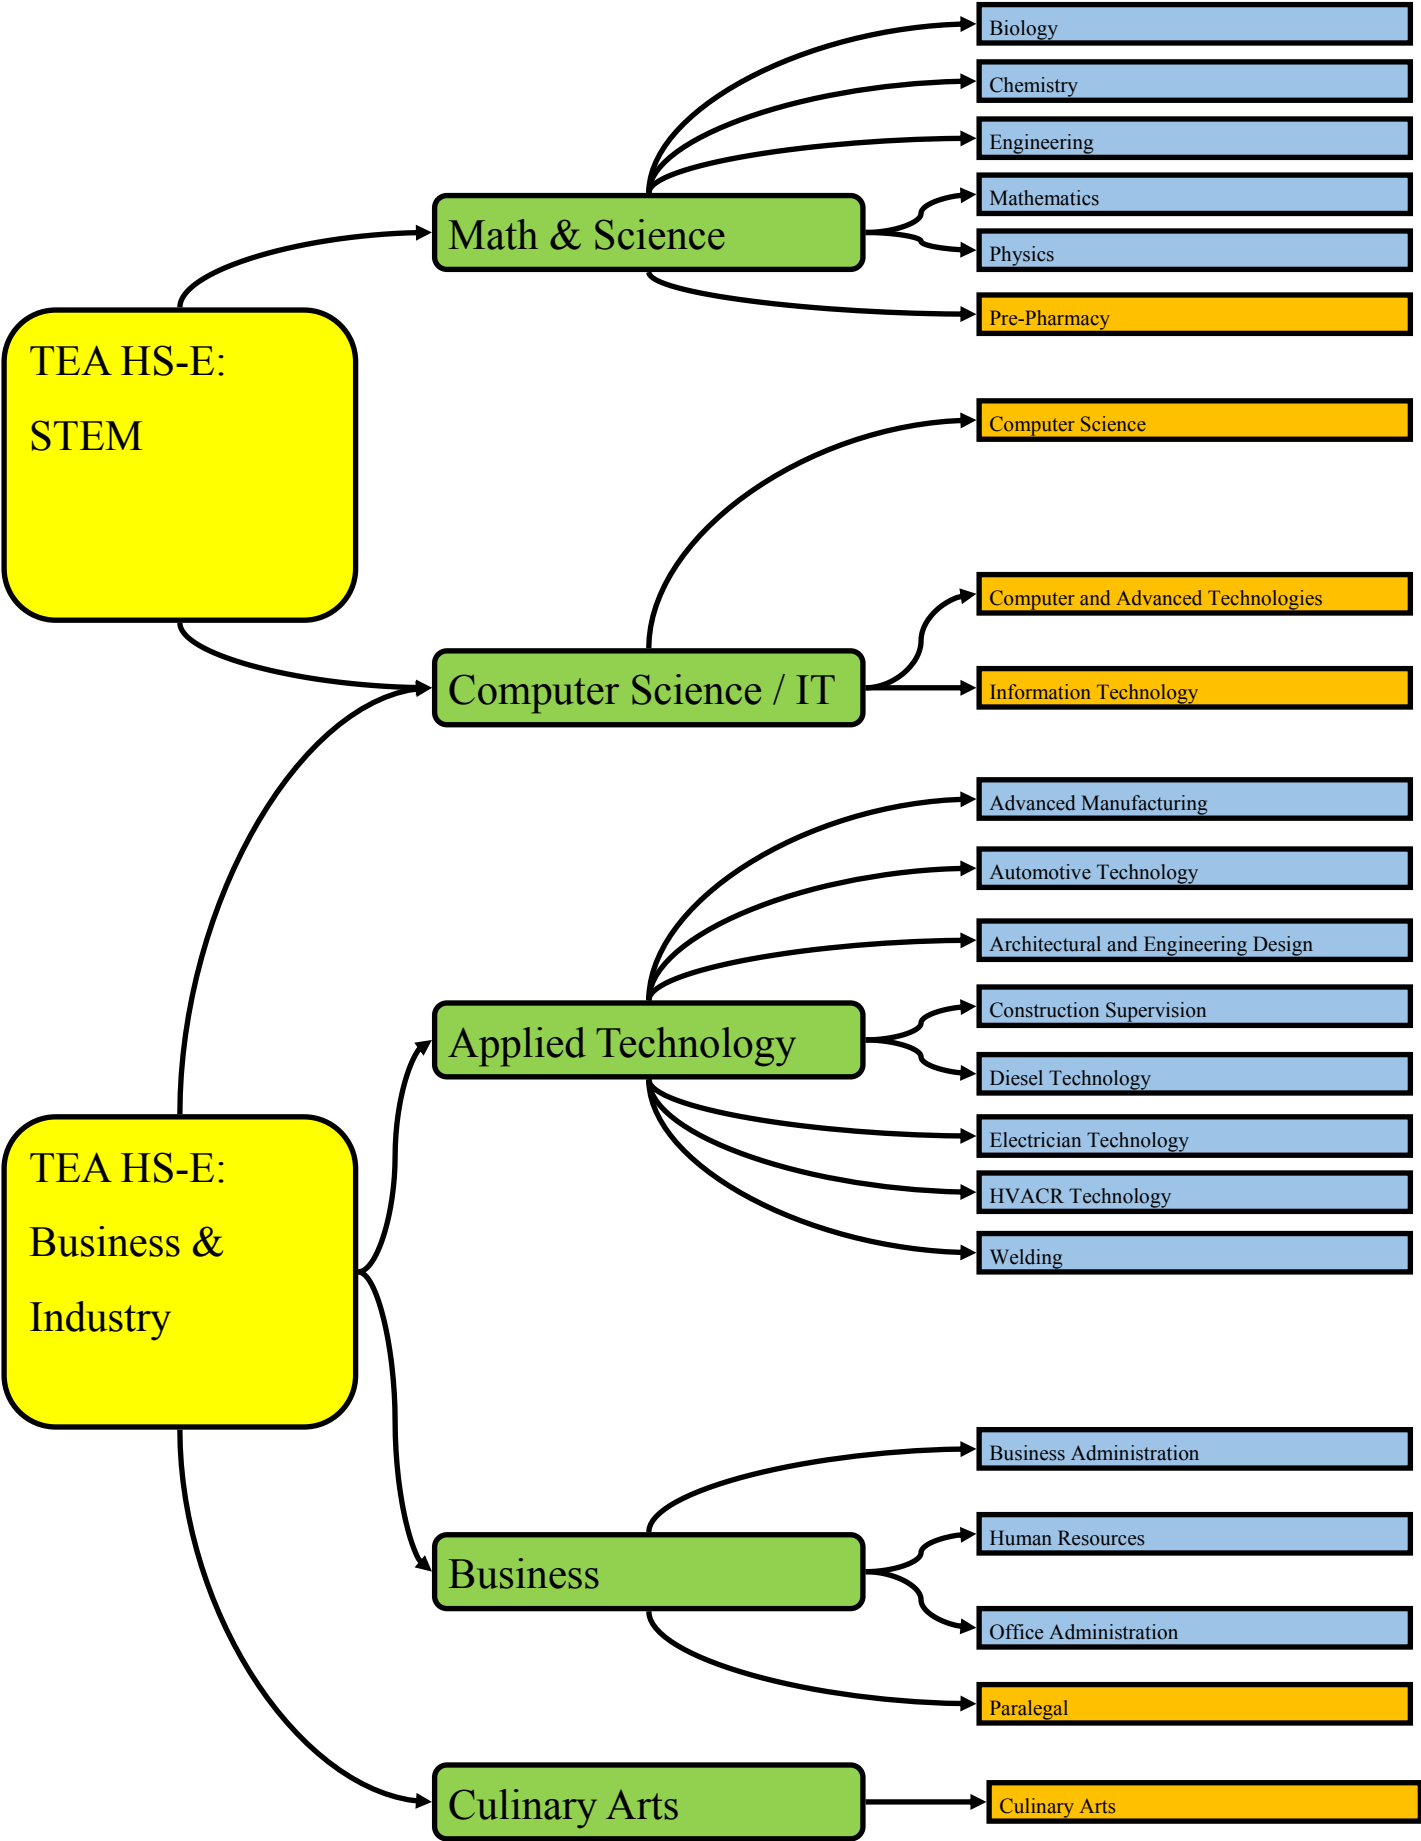 Biology
Chemistry
Engineering
Mathematics
Math & Science
Physics
Pre-Pharmacy
TEA HS-E:
STEM
Computer Science
Computer and Advanced Technologies
Computer Science / IT
Information Technology
Advanced Manufacturing
Automotive Technology
Architectural and Engineering Design
Construction Supervision
Applied Technology
Diesel Technology
Electrician Technology
HVACR Technology
Welding
TEA HS-E:
Business &
Industry
Business Administration
Human Resources
Business
Office Administration
Paralegal
Culinary Arts
Culinary Arts